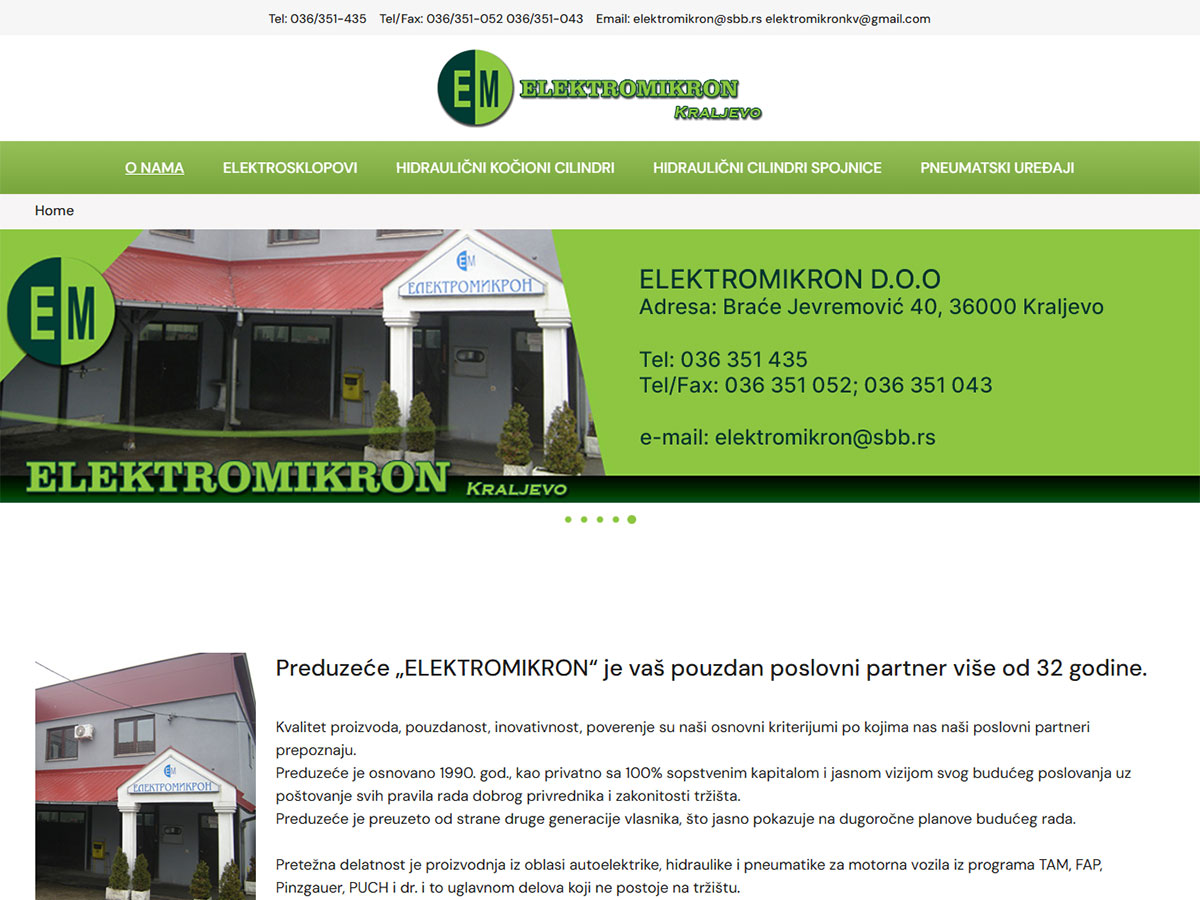 Tel: 036/351-435 Tel/Fax: 036/351-052 036/351-043 Email: elektromikron@sbb.rs elektromikronkv@gmail.com
EM ELEKTROMIKRON
Kraljevo
O NAMA ELEKTROSKLOPOVI HIDRAULIČNI KOČIONI CILINDRI HIDRAULIČNI CILINDRI SPOJNICE PNEUMATSKI UREĐAJI
Home
EM
EM
ЕЛЕКТРОМИКРОН
ELEKTROMIKRON D.O.O
Adresa: Braće Jevremović 40, 36000 Kraljevo
Tel: 036 351 435
Tel/Fax: 036 351 052; 036 351 043
e-mail: elektromikron@sbb.rs
ELEKTROMIKRON Kraljevo
Preduzeće „ELEKTROMIKRON“ je vaš pouzdan poslovni partner više od 32 godine.
Kvalitet proizvoda, pouzdanost, inovativnost, poverenje su naši osnovni kriterijumi po kojima nas naši poslovni partneri
prepoznaju.
Preduzeće je osnovano 1990. god., kao privatno sa 100% sopstvenim kapitalom i jasnom vizijom svog budućeg poslovanja uz
poštovanje svih pravila rada dobrog privrednika i zakonitosti tržišta.
Preduzeće je preuzeto od strane druge generacije vlasnika, što jasno pokazuje na dugoročne planove budućeg rada.
Pretežna delatnost je proizvodnja iz oblasti autoelektrike, hidraulike i pneumatike za motorna vozila iz programa TAM, FAP,
Pinzgauer, PUCH i dr. i to uglavnom delova koji ne postoje na tržištu.
EM
ЕЛЕКТРОМИКРОН